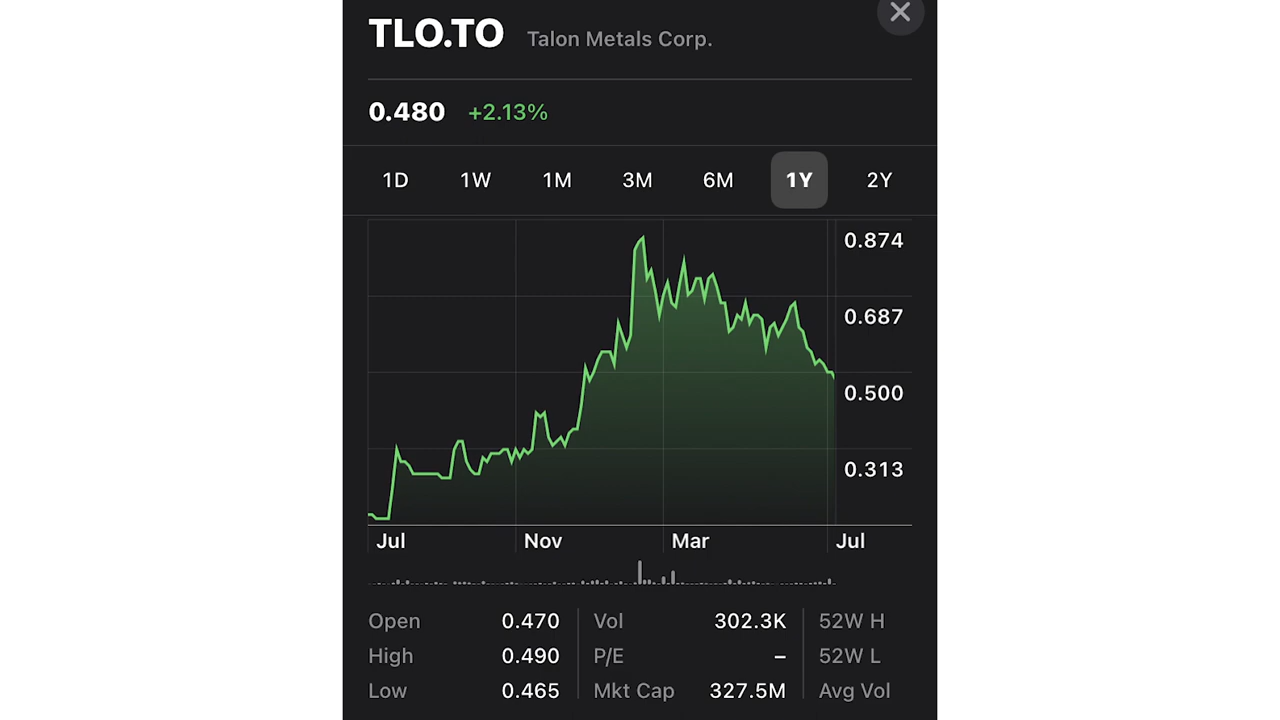 TLO.TO Talon Metals Corp.
0.480 +2.13%
1D 1W 1M 3M 6M 1Y 2Y
0.874
0.687
0.500
0.313
Jul Nov Mar Jul
Open 0.470 Vol 302.3K 52W H
High 0.490 P/E – 52W L
Low 0.465 Mkt Cap 327.5M Avg Vol